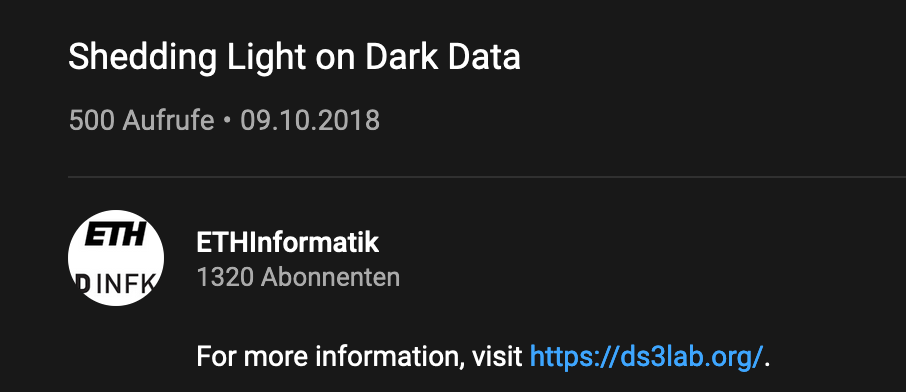 Shedding Light on Dark Data
500 Aufrufe • 09.10.2018
ETH
D INFK
ETHInformatik
1320 Abonnenten
For more information, visit https://ds3lab.org/.